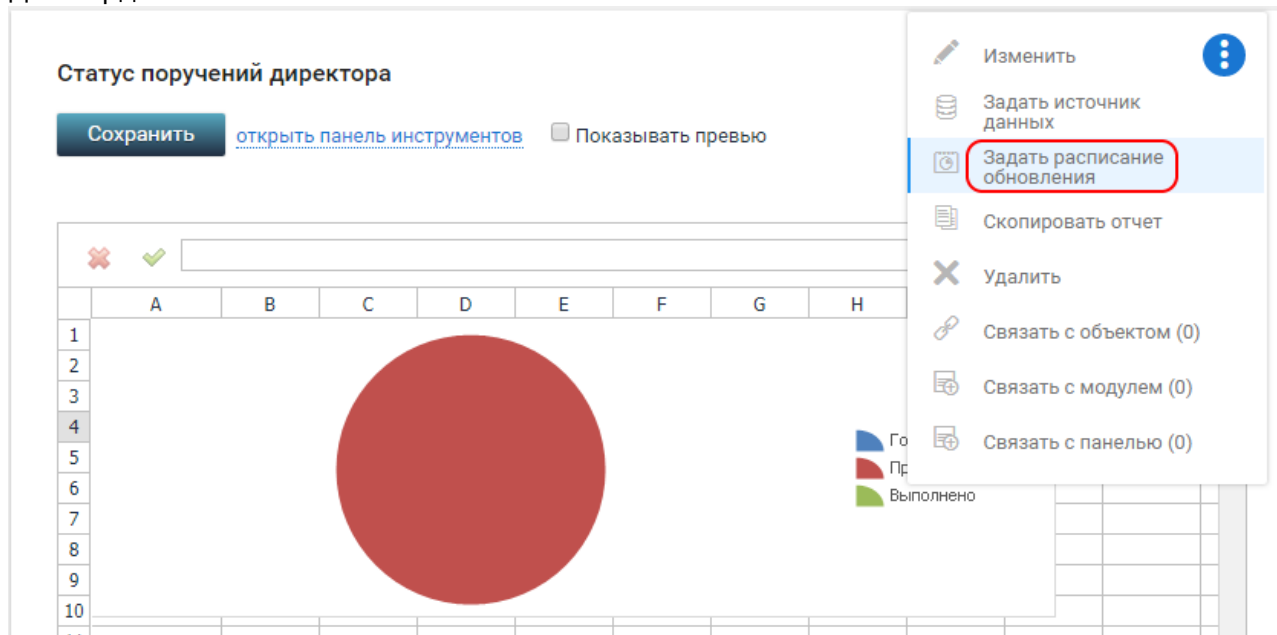 Статус поручений директора
Сохранить открыть панель инструментов Показывать превью
Изменить
Задать источник
данных
Задать расписание
обновления
Скопировать отчет
Удалить
Связать с объектом (0)
Связать с модулем (0)
Связать с панелью (0)
A B C D E F G H
1
2
3
4
5
6
7
8
9
10
Выполнено